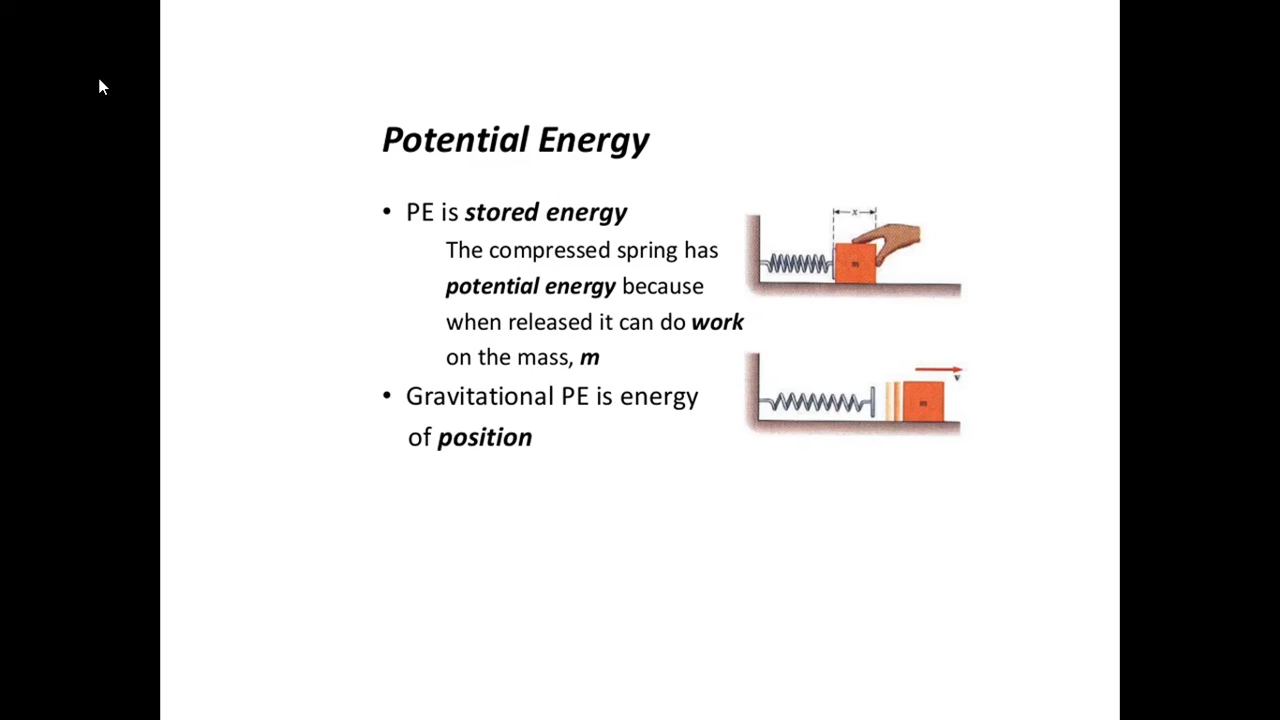 Potential Energy
• PE is stored energy
The compressed spring has
potential energy because
when released it can do work
on the mass, m
• Gravitational PE is energy
of position
x
m
v
m